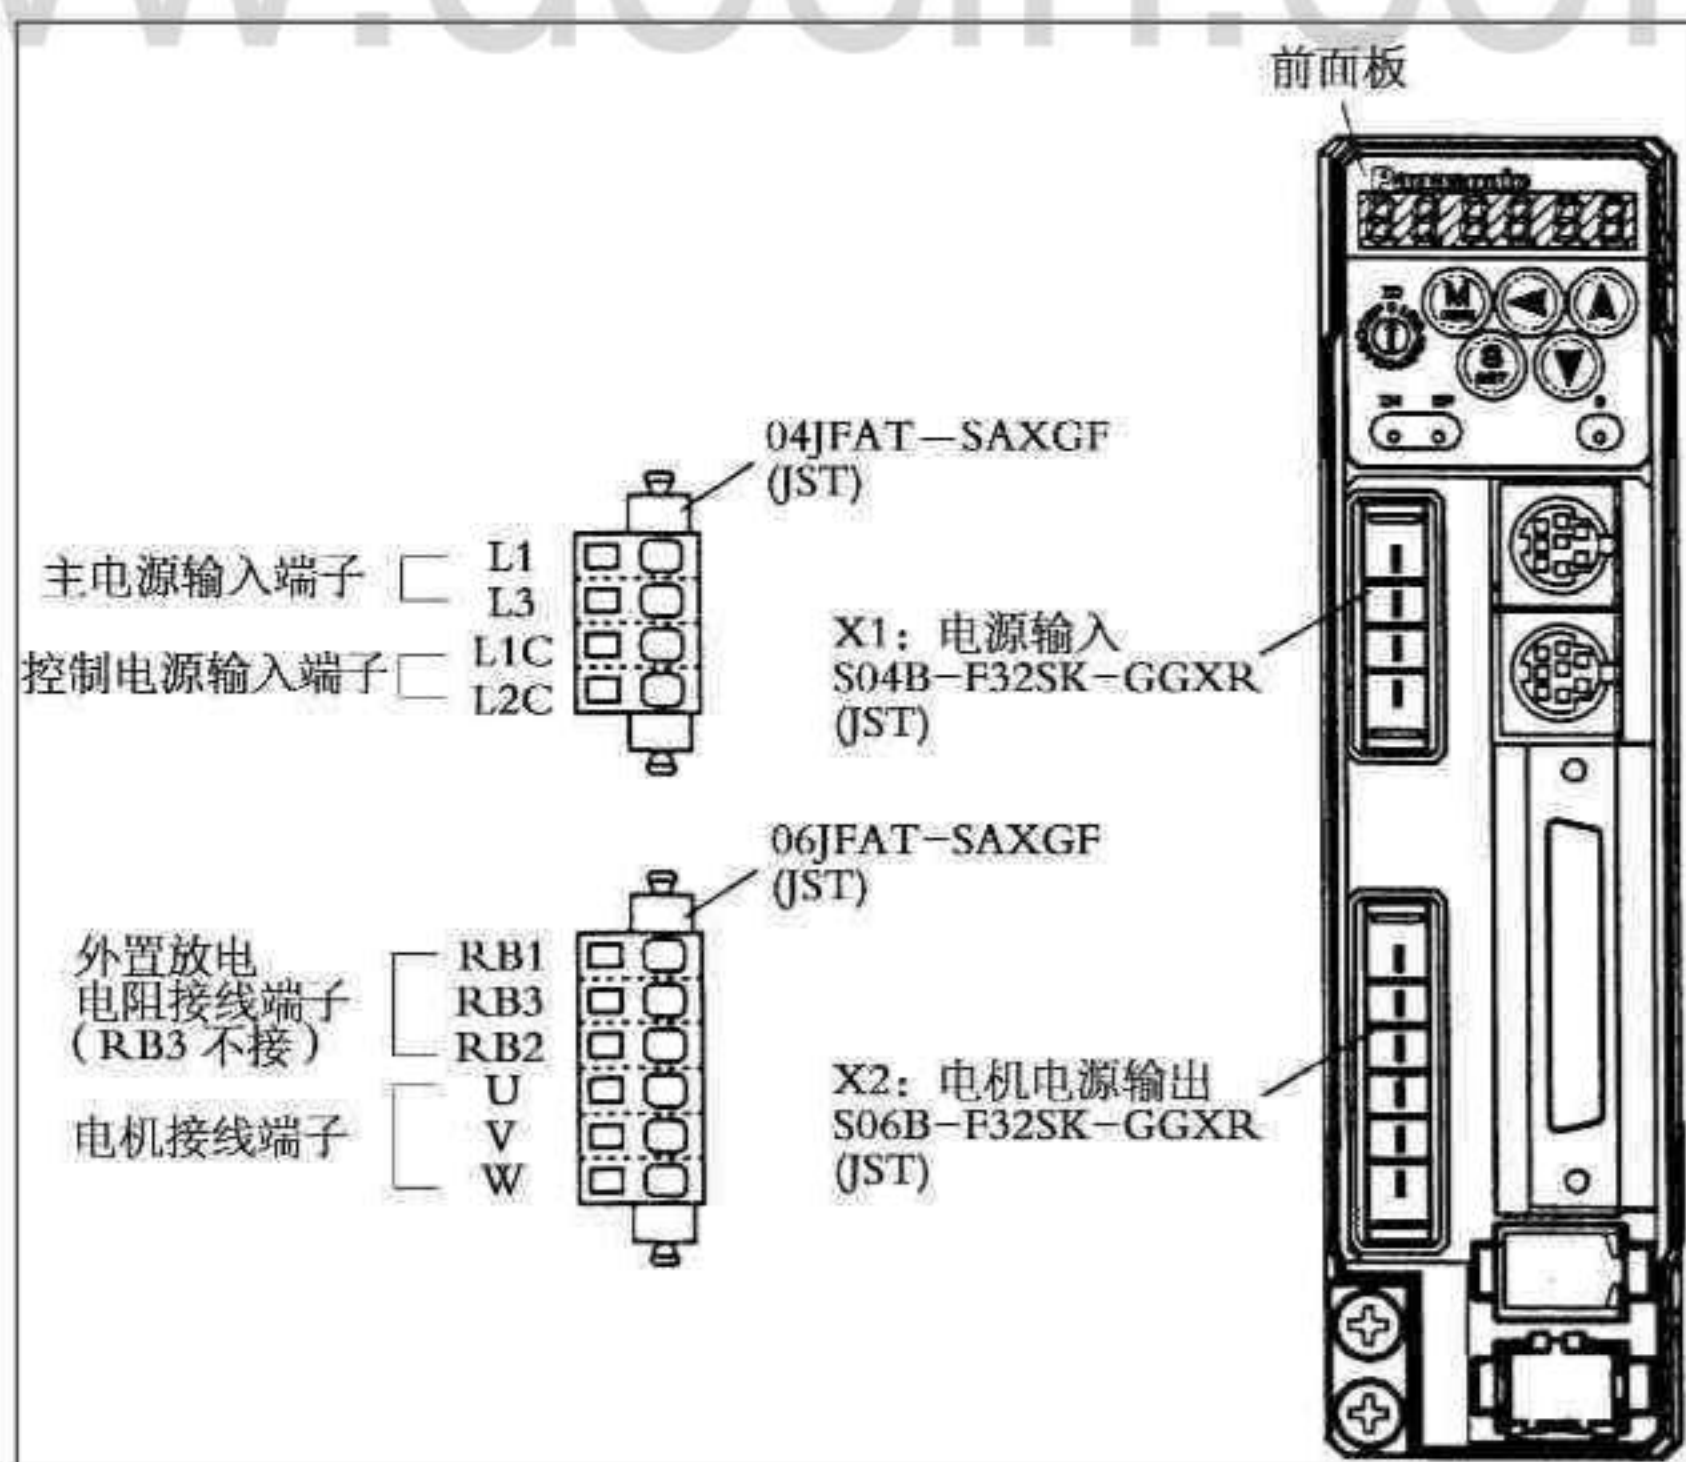 前面板
Panasonic
M
S
SET
04JFAT－SAXGF
(JST)
主电源输入端子
L1
L3
控制电源输入端子
L1C
L2C
X1：电源输入
S04B－F32SK－GGXR
(JST)
06JFAT－SAXGF
(JST)
外置放电
电阻接线端子
（RB3 不接）
RB1
RB3
RB2
电机接线端子
U
V
W
X2：电机电源输出
S06B－F32SK－GGXR
(JST)